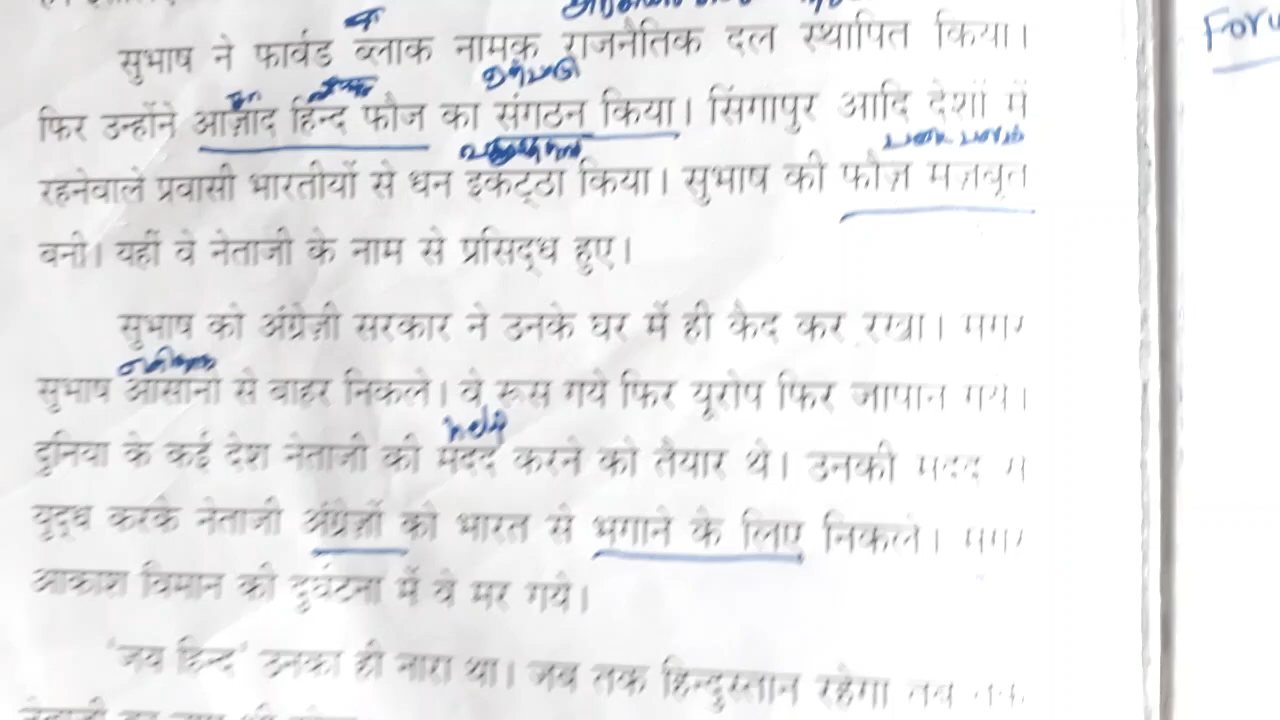 सुभाष ने फार्वड ब्लाक नामक राजनैतिक दल स्थापित किया।
फिर उन्होंने आज़ाद हिन्द फौज का संगठन किया। सिंगापुर आदि देशों में
रहनेवाले प्रवासी भारतीयों से धन इकट्ठा किया। सुभाष की फौज़ मज़बूत
बनी। यहीं वे नेताजी के नाम से प्रसिद्ध हुए।
सुभाष को अंग्रेज़ी सरकार ने उनके घर में ही कैद कर रखा। मगर
सुभाष आसानी से बाहर निकले। वे रूस गये फिर यूरोप फिर जापान गये।
help
दुनिया के कई देश नेताजी की मदद करने को तैयार थे। उनकी मदद से
युद्ध करके नेताजी अंग्रेज़ों को भारत से भगाने के लिए निकले। मगर
आकाश विमान की दुर्घटना में वे मर गये।
'जय हिन्द' उनका ही नारा था। जब तक हिन्दुस्तान रहेगा तब तक